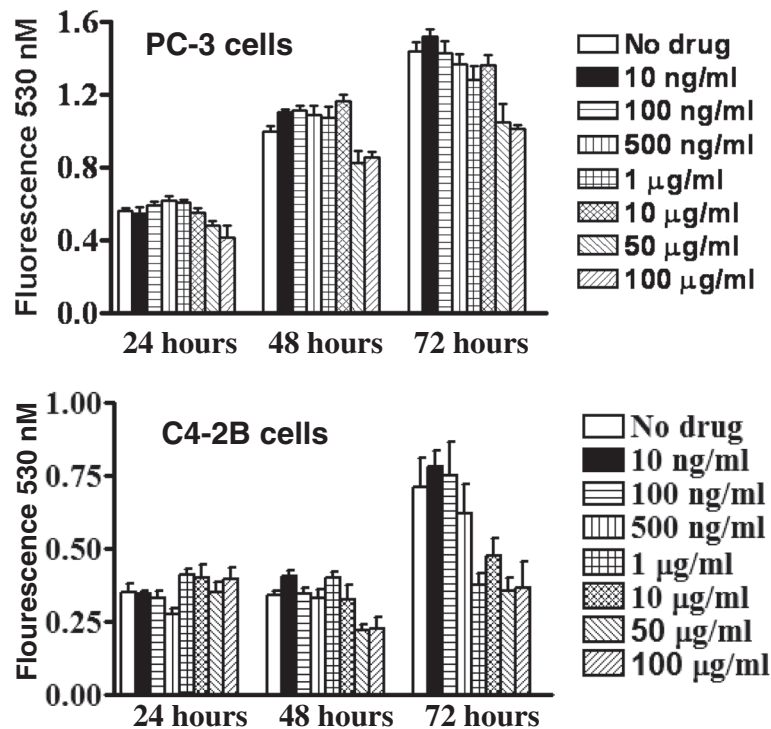 PC-3 cells
Fluorescence 530 nM
1.6
1.2
0.8
0.4
0.0
24 hours
48 hours
72 hours
No drug
10 ng/ml
100 ng/ml
500 ng/ml
1 μg/ml
10 μg/ml
50 μg/ml
100 μg/ml
C4-2B cells
Flourescence 530 nM
1.00
0.75
0.50
0.25
0.00
24 hours
48 hours
72 hours
No drug
10 ng/ml
100 ng/ml
500 ng/ml
1 μg/ml
10 μg/ml
50 μg/ml
100 μg/ml